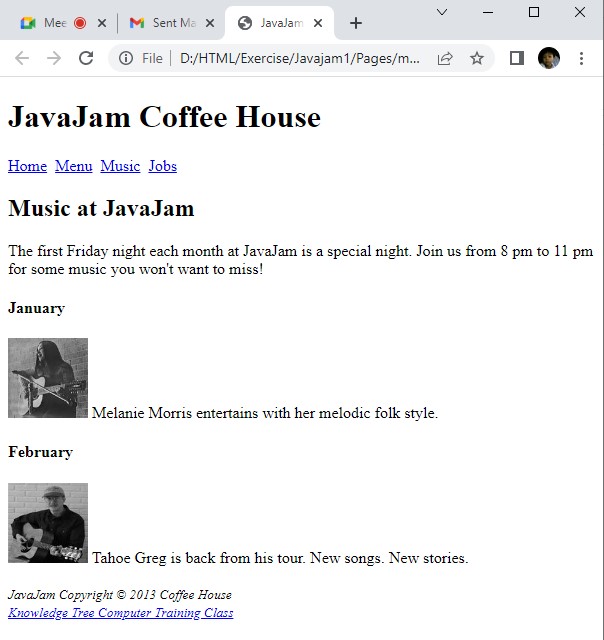 Mee
Sent Ma
JavaJam
File
D:/HTML/Exercise/Javajam1/Pages/m...
JavaJam Coffee House
Home Menu Music Jobs
Music at JavaJam
The first Friday night each month at JavaJam is a special night. Join us from 8 pm to 11 pm
for some music you won't want to miss!
January
Melanie Morris entertains with her melodic folk style.
February
Tahoe Greg is back from his tour. New songs. New stories.
JavaJam Copyright © 2013 Coffee House
Knowledge Tree Computer Training Class